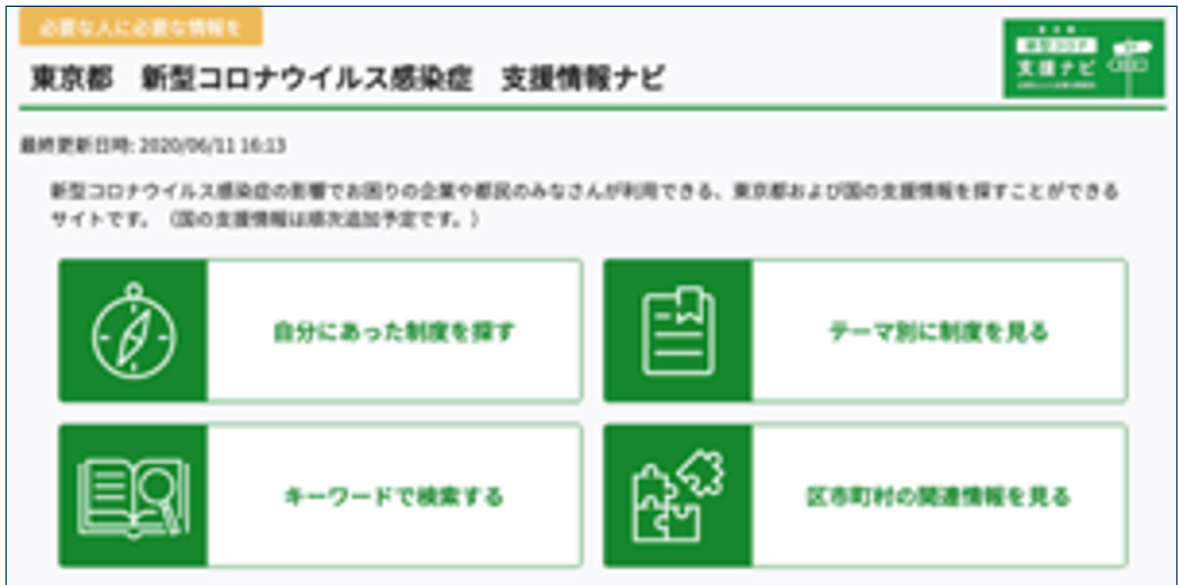 必要な人に必要な情報を
東京都　新型コロナウイルス感染症　支援情報ナビ
新型コロナ
支援ナビ
最終更新日時: 2020/06/11 16:13
新型コロナウイルス感染症の影響でお困りの企業や都民のみなさんが利用できる、東京都および国の支援情報を探すことができる
サイトです。（国の支援情報は順次追加予定です。）
自分にあった制度を探す
テーマ別に制度を見る
キーワードで検索する
区市町村の関連情報を見る